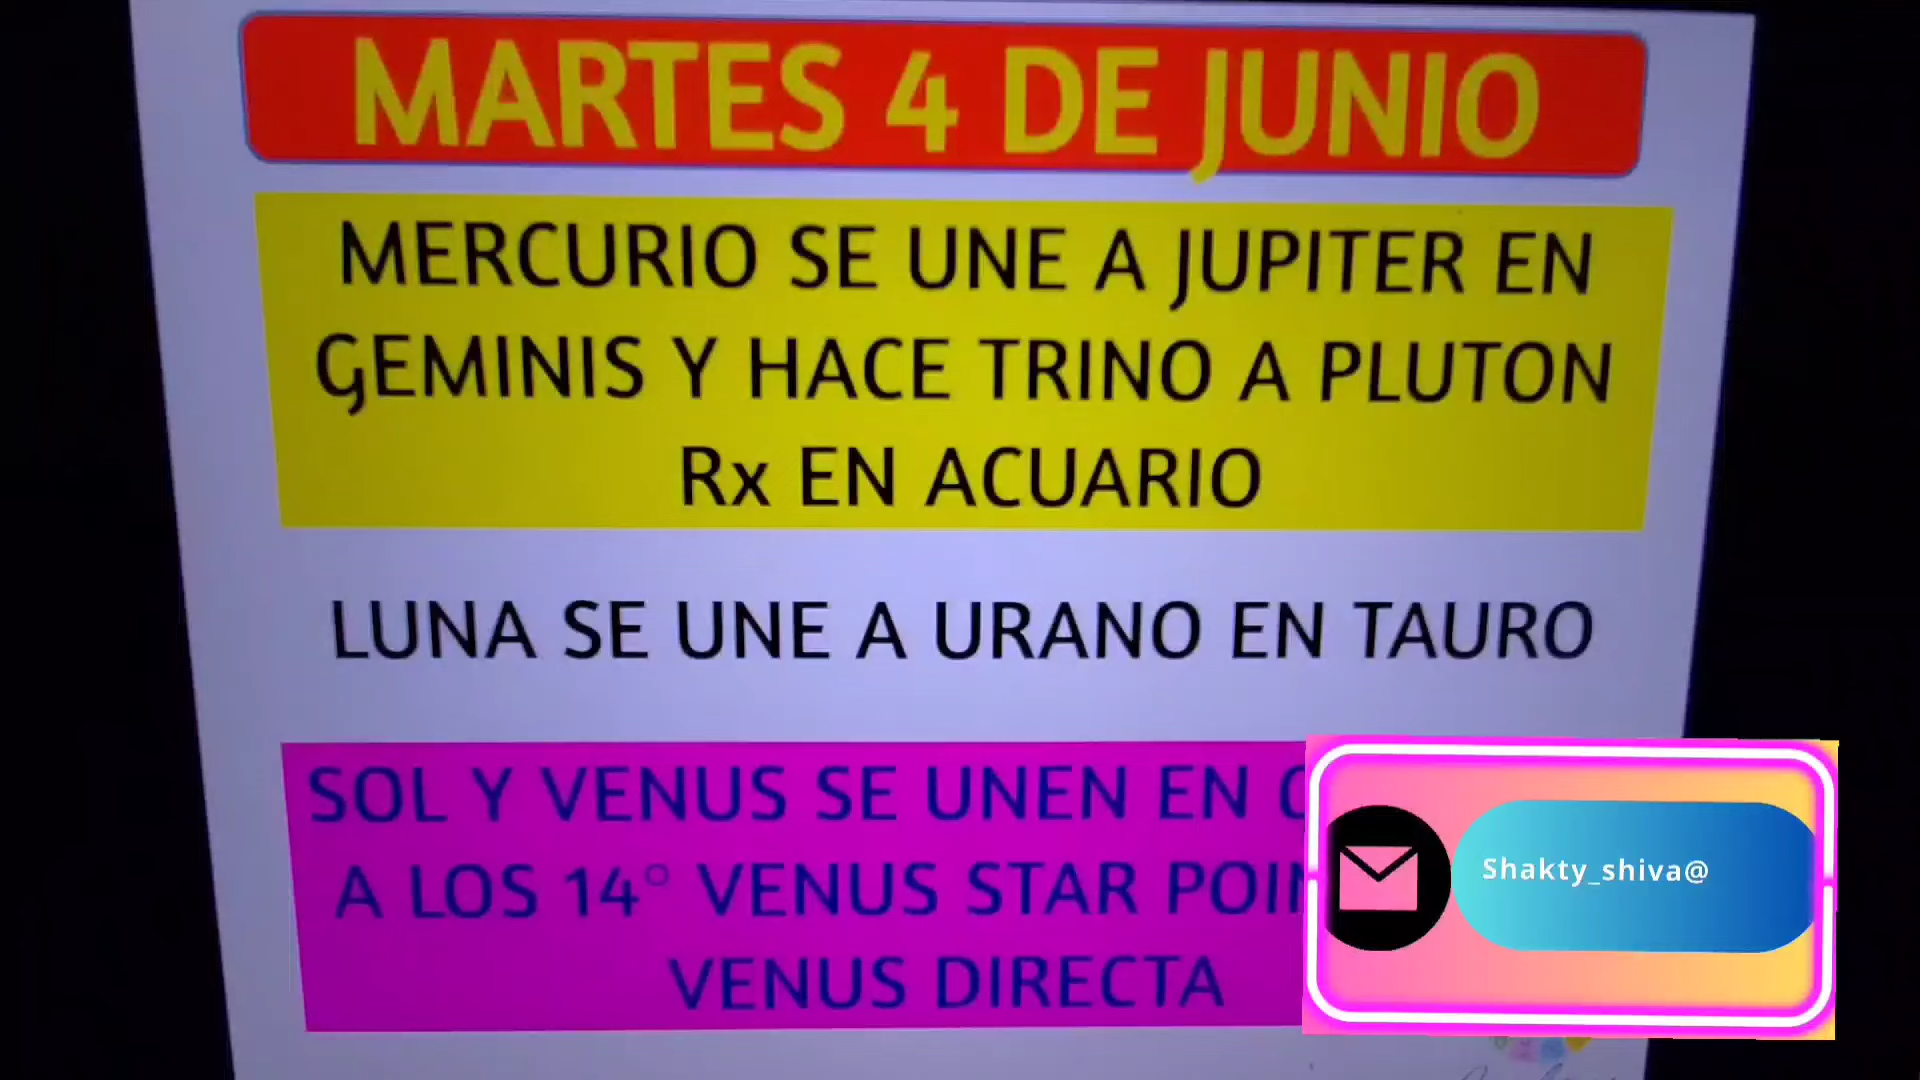 MARTES 4 DE JUNIO
MERCURIO SE UNE A JUPITER EN
GEMINIS Y HACE TRINO A PLUTON
Rx EN ACUARIO
LUNA SE UNE A URANO EN TAURO
SOL Y VENUS SE UNEN EN
A LOS 14° VENUS STAR
VENUS DIRECTA
Shakty_shiva@